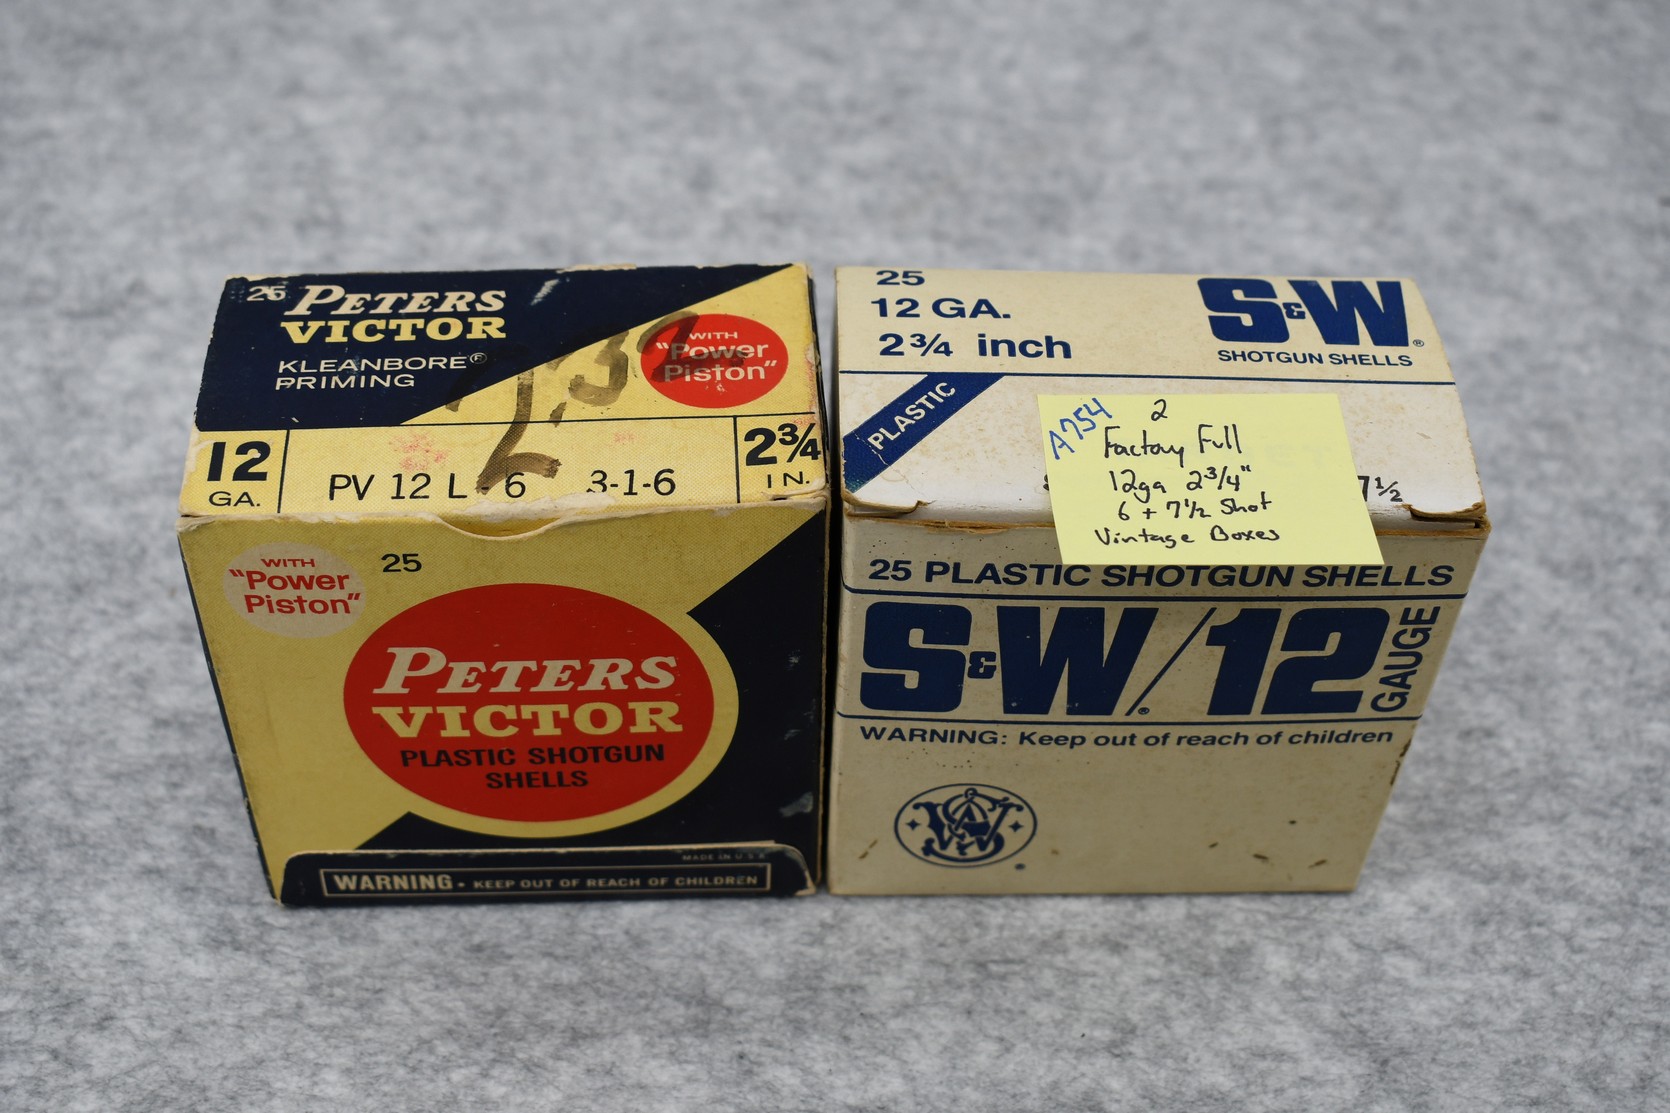 25 PETERS
VICTOR
KLEANBORE®
PRIMING
WITH
"Power
Piston"
2.39
12
GA.
PV 12 L - 6 3-1-6
2¾
IN.
WITH
"Power
Piston"
25
PETERS
VICTOR
PLASTIC SHOTGUN
SHELLS
MADE IN U.S.A.
WARNING • KEEP OUT OF REACH OF CHILDREN
25
12 GA.
2¾ inch
S&W®
SHOTGUN SHELLS
PLASTIC
7½
A754
2
Factory Full
12ga 2¾"
6 + 7½ Shot
Vintage Boxes
25 PLASTIC SHOTGUN SHELLS
S&W®/12
GAUGE
WARNING: Keep out of reach of children